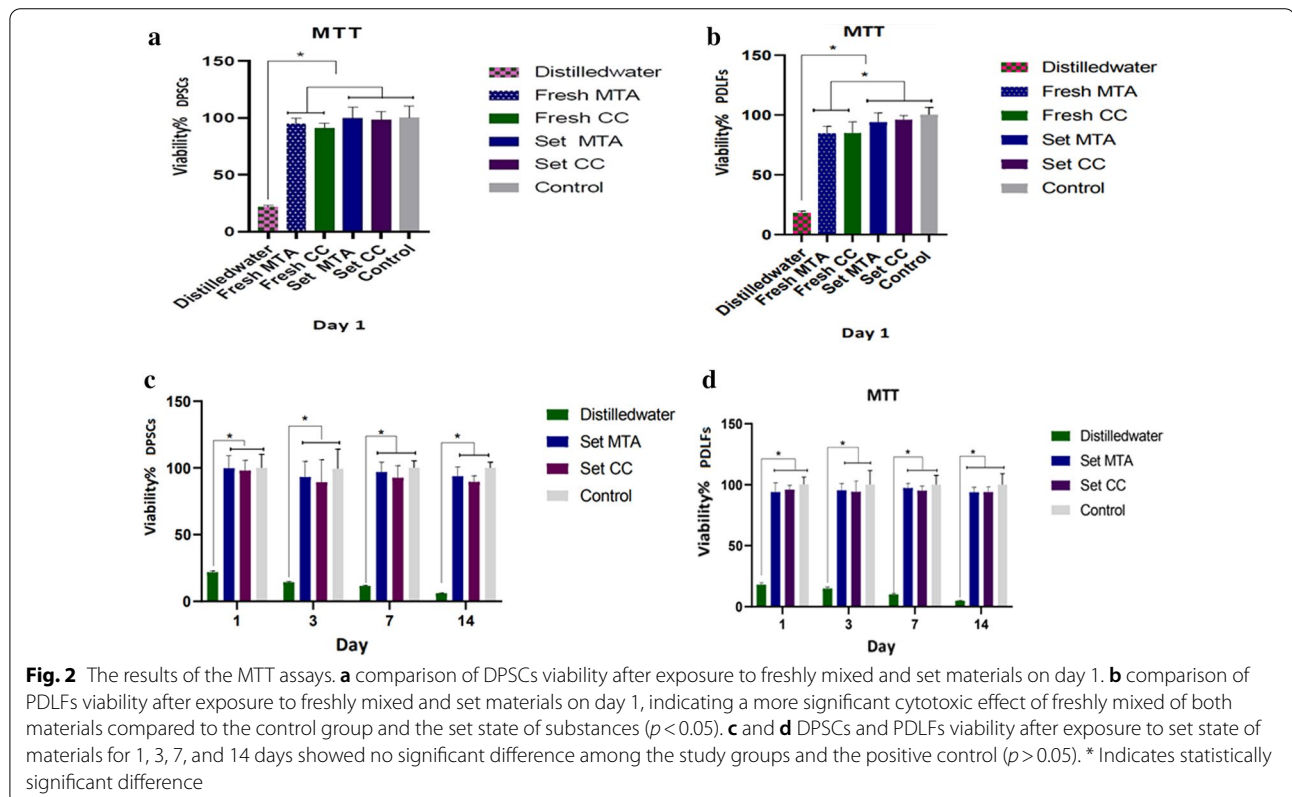 a
MTT
*
150
100
50
0
Viability% DPSCs
Distilledwater
Fresh MTA
Fresh CC
Set MTA
Set CC
Control
Distilledwater
Fresh MTA
Fresh CC
Set MTA
Set CC
Control
Day 1
b
MTT
*
*
150
100
50
0
Viability% PDLFs
Distilledwater
Fresh MTA
Fresh CC
Set MTA
Set CC
Control
Distilledwater
Fresh MTA
Fresh CC
Set MTA
Set CC
Control
Day 1
c
150
100
50
0
Viability% DPSCs
*
*
*
*
1 3 7 14
Day
Distilledwater
Set MTA
Set CC
Control
d
MTT
150
100
50
0
Viability% PDLFs
*
*
*
*
1 3 7 14
Day
Distilledwater
Set MTA
Set CC
Control
Fig. 2 The results of the MTT assays. a comparison of DPSCs viability after exposure to freshly mixed and set materials on day 1. b comparison of
PDLFs viability after exposure to freshly mixed and set materials on day 1, indicating a more significant cytotoxic effect of freshly mixed of both
materials compared to the control group and the set state of substances (p < 0.05). c and d DPSCs and PDLFs viability after exposure to set state of
materials for 1, 3, 7, and 14 days showed no significant difference among the study groups and the positive control (p > 0.05). * Indicates statistically
significant difference